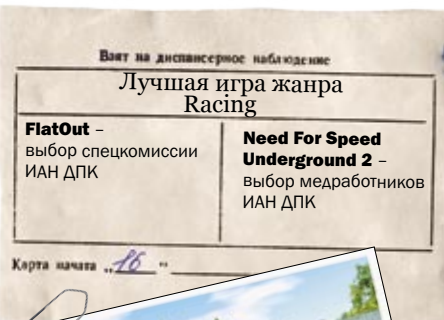 Взят на диспансерное наблюдение
Лучшая игра жанра
Racing
FlatOut –
выбор спецкомиссии
ИАН ДПК
Need For Speed
Underground 2 –
выбор медработников
ИАН ДПК
Карта начата „16“